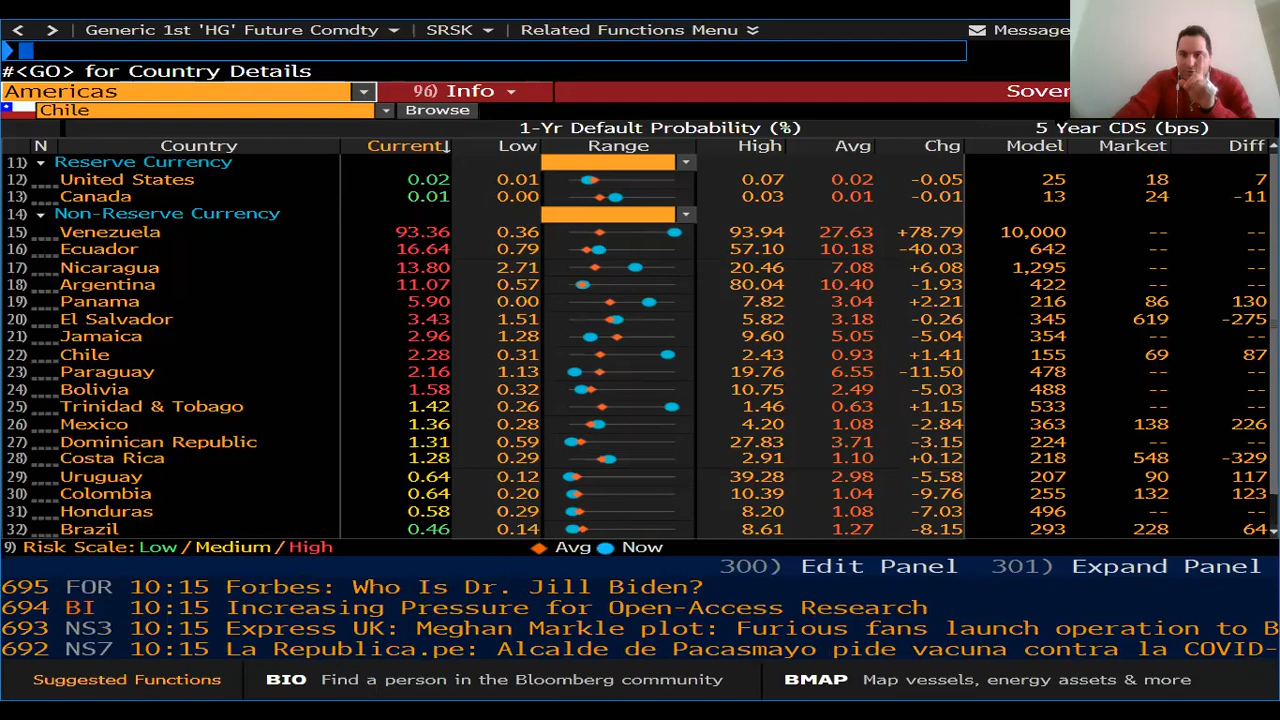 < > Generic 1st 'HG' Future Comdty SRSK Related Functions Menu Message
#<GO> for Country Details
Americas 96) Info Sover
Chile Browse
1-Yr Default Probability (%) 5 Year CDS (bps)
N Country Current↓ Low Range High Avg Chg Model Market Diff
11) Reserve Currency
12) United States 0.02 0.01 0.07 0.02 -0.05 25 18 7
13) Canada 0.01 0.00 0.03 0.01 -0.01 13 24 -11
14) Non-Reserve Currency
15) Venezuela 93.36 0.36 93.94 27.63 +78.79 10,000 -- --
16) Ecuador 16.64 0.79 57.10 10.18 -40.03 642 -- --
17) Nicaragua 13.80 2.71 20.46 7.08 +6.08 1,295 -- --
18) Argentina 11.07 0.57 80.04 10.40 -1.93 422 -- --
19) Panama 5.90 0.00 7.82 3.04 +2.21 216 86 130
20) El Salvador 3.43 1.51 5.82 3.18 -0.26 345 619 -275
21) Jamaica 2.96 1.28 9.60 5.05 -5.04 354 -- --
22) Chile 2.28 0.31 2.43 0.93 +1.41 155 69 87
23) Paraguay 2.16 1.13 19.76 6.55 -11.50 478 -- --
24) Bolivia 1.58 0.32 10.75 2.49 -5.03 488 -- --
25) Trinidad & Tobago 1.42 0.26 1.46 0.63 +1.15 533 -- --
26) Mexico 1.36 0.28 4.20 1.08 -2.84 363 138 226
27) Dominican Republic 1.31 0.59 27.83 3.71 -3.15 224 -- --
28) Costa Rica 1.28 0.29 2.91 1.10 +0.12 218 548 -329
29) Uruguay 0.64 0.12 39.28 2.98 -5.58 207 90 117
30) Colombia 0.64 0.20 10.39 1.04 -9.76 255 132 123
31) Honduras 0.58 0.29 8.20 1.08 -7.03 496 -- --
32) Brazil 0.46 0.14 8.61 1.27 -8.15 293 228 64
9) Risk Scale: Low / Medium / High Avg Now
300) Edit Panel 301) Expand Panel
695 FOR 10:15 Forbes: Who Is Dr. Jill Biden?
694 BI 10:15 Increasing Pressure for Open-Access Research
693 NS3 10:15 Express UK: Meghan Markle plot: Furious fans launch operation to B
692 NS7 10:15 La Republica.pe: Alcalde de Pacasmayo pide vacuna contra la COVID-
Suggested Functions BIO Find a person in the Bloomberg community BMAP Map vessels, energy assets & more